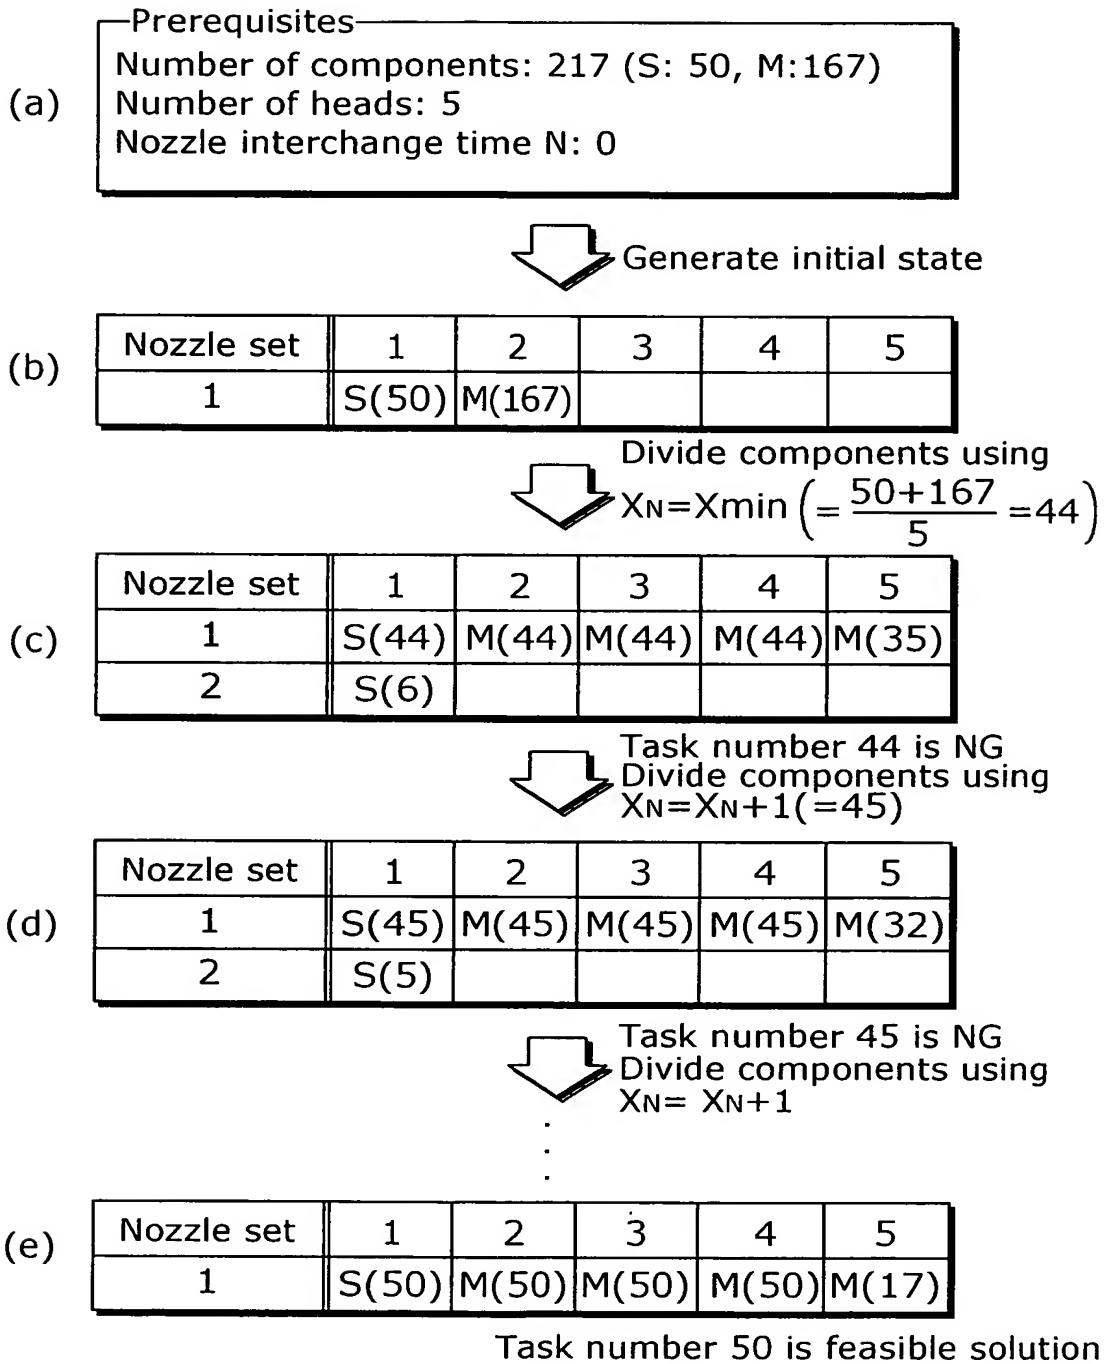 Prerequisites
(a)
Number of components: 217 (S: 50, M:167)
Number of heads: 5
Nozzle interchange time N: 0
Generate initial state
(b)
Nozzle set 1 2 3 4 5
1 S(50) M(167)
Divide components using
XN=Xmin (= 50+167 / 5 =44)
(c)
Nozzle set 1 2 3 4 5
1 S(44) M(44) M(44) M(44) M(35)
2 S(6)
Task number 44 is NG
Divide components using
XN=XN+1(=45)
(d)
Nozzle set 1 2 3 4 5
1 S(45) M(45) M(45) M(45) M(32)
2 S(5)
Task number 45 is NG
Divide components using
XN= XN+1
(e)
Nozzle set 1 2 3 4 5
1 S(50) M(50) M(50) M(50) M(17)
Task number 50 is feasible solution